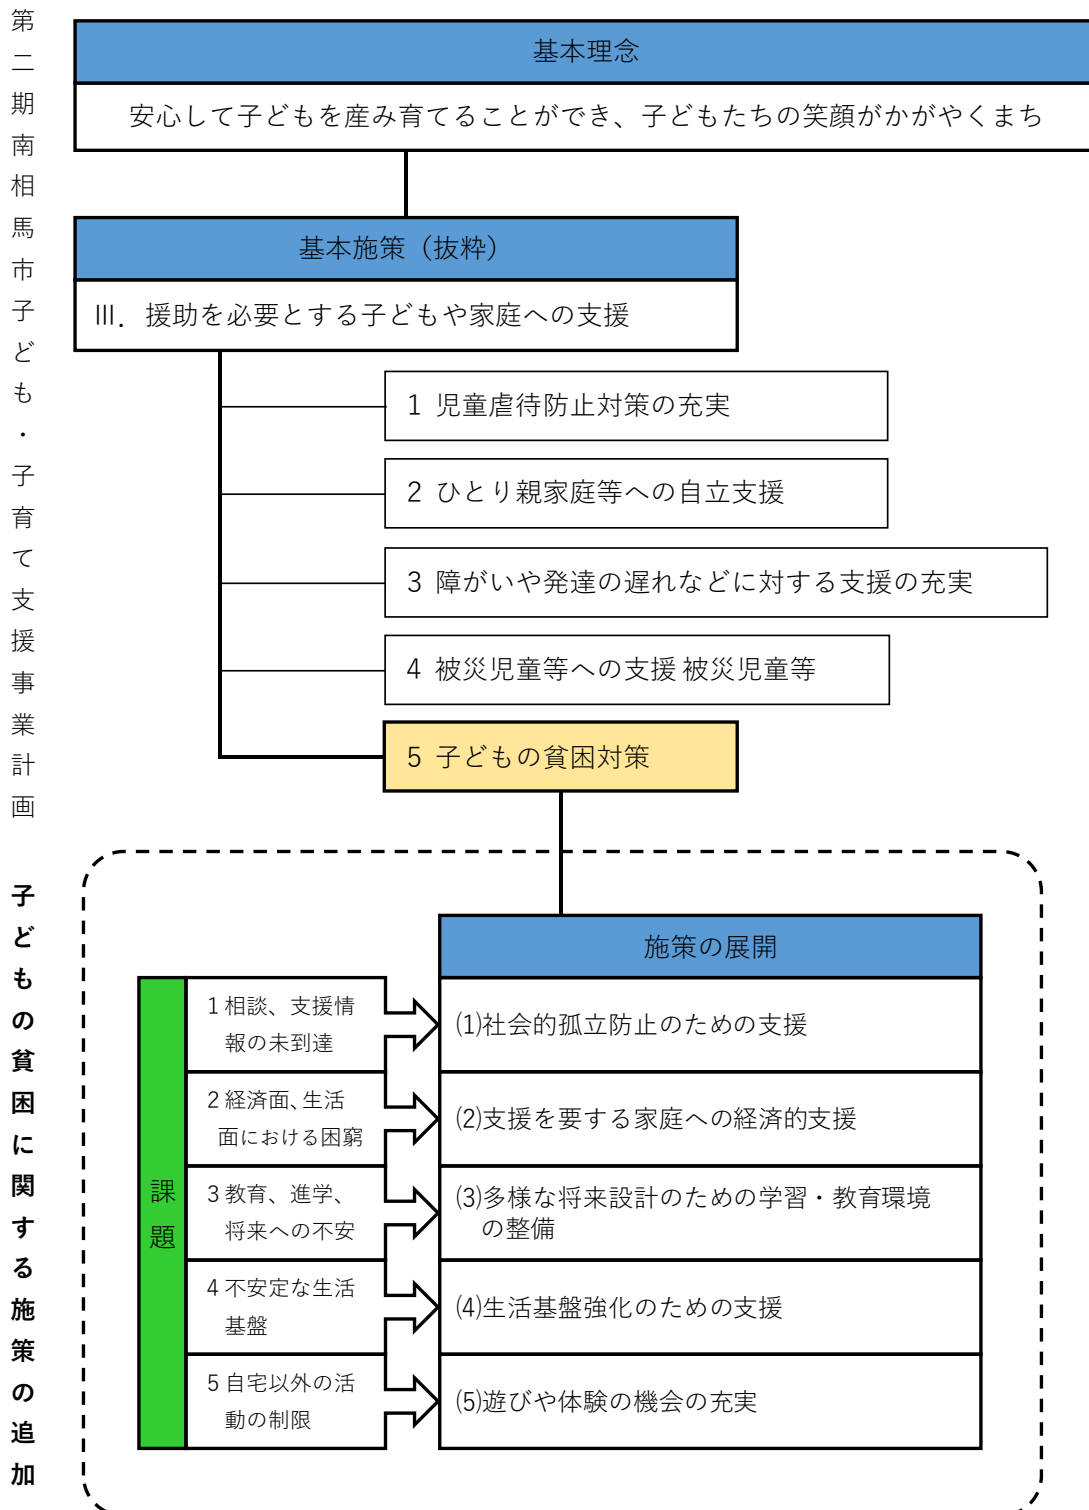 第二期南相馬市子ども・子育て支援事業計画
基本理念
安心して子どもを産み育てることができ、子どもたちの笑顔がかがやくまち
基本施策（抜粋）
Ⅲ．援助を必要とする子どもや家庭への支援
1 児童虐待防止対策の充実
2 ひとり親家庭等への自立支援
3 障がいや発達の遅れなどに対する支援の充実
4 被災児童等への支援 被災児童等
5 子どもの貧困対策
子どもの貧困に関する施策の追加
施策の展開
課題
1 相談、支援情
報の未到達
⑴社会的孤立防止のための支援
2 経済面、生活
面における困窮
⑵支援を要する家庭への経済的支援
3 教育、進学、
将来への不安
⑶多様な将来設計のための学習・教育環境
の整備
4 不安定な生活
基盤
⑷生活基盤強化のための支援
5 自宅以外の活
動の制限
⑸遊びや体験の機会の充実